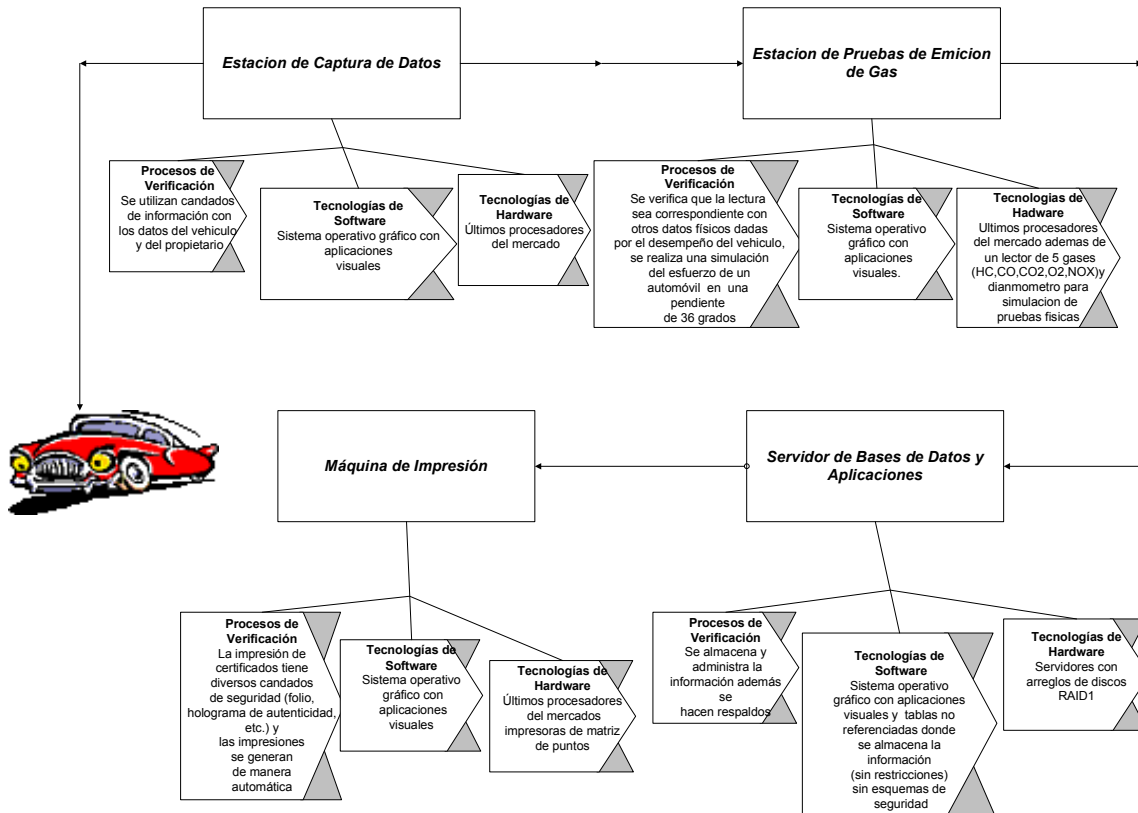 Estacion de Captura de Datos
Estacion de Pruebas de Emicion
de Gas
Procesos de
Verificación
Se utilizan candados
de información con
los datos del vehiculo
y del propietario
Tecnologías de
Software
Sistema operativo gráfico con
aplicaciones
visuales
Tecnologías de
Hardware
Últimos procesadores
del mercado
Procesos de
Verificación
Se verifica que la lectura
sea correspondiente con
otros datos físicos dadas
por el desempeño del vehiculo,
se realiza una simulación
del esfuerzo de un
automóvil en una
pendiente
de 36 grados
Tecnologías de
Software
Sistema operativo
gráfico con
aplicaciones
visuales.
Tecnologias de
Hadware
Ultimos procesadores
del mercado ademas de
un lector de 5 gases
(HC,CO,CO2,O2,NOX)y
dianmometro para
simulacion de
pruebas fisicas
Máquina de Impresión
Servidor de Bases de Datos y
Aplicaciones
Procesos de
Verificación
La impresión de
certificados tiene
diversos candados
de seguridad (folio,
holograma de autenticidad,
etc.) y
las impresiones
se generan
de manera
automática
Tecnologías de
Software
Sistema operativo
gráfico con
aplicaciones
visuales
Tecnologías de
Hardware
Últimos procesadores
del mercados
impresoras de matriz
de puntos
Procesos de
Verificación
Se almacena y
administra la
información además
se
hacen respaldos
Tecnologías de
Software
Sistema operativo
gráfico con aplicaciones
visuales y tablas no
referenciadas donde
se almacena la
información
(sin restricciones)
sin esquemas de
seguridad
Tecnologías de
Hardware
Servidores con
arreglos de discos
RAID1